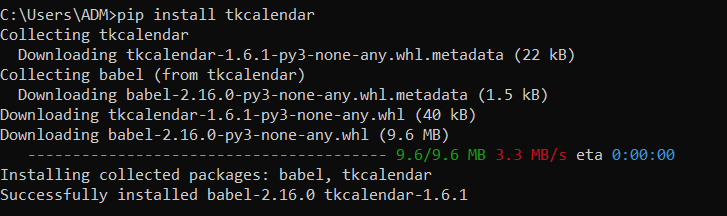 C:\Users\ADM>pip install tkcalendar
Collecting tkcalendar
  Downloading tkcalendar-1.6.1-py3-none-any.whl.metadata (22 kB)
Collecting babel (from tkcalendar)
  Downloading babel-2.16.0-py3-none-any.whl.metadata (1.5 kB)
Downloading tkcalendar-1.6.1-py3-none-any.whl (40 kB)
Downloading babel-2.16.0-py3-none-any.whl (9.6 MB)
   ---------------------------------------- 9.6/9.6 MB 3.3 MB/s eta 0:00:00
Installing collected packages: babel, tkcalendar
Successfully installed babel-2.16.0 tkcalendar-1.6.1